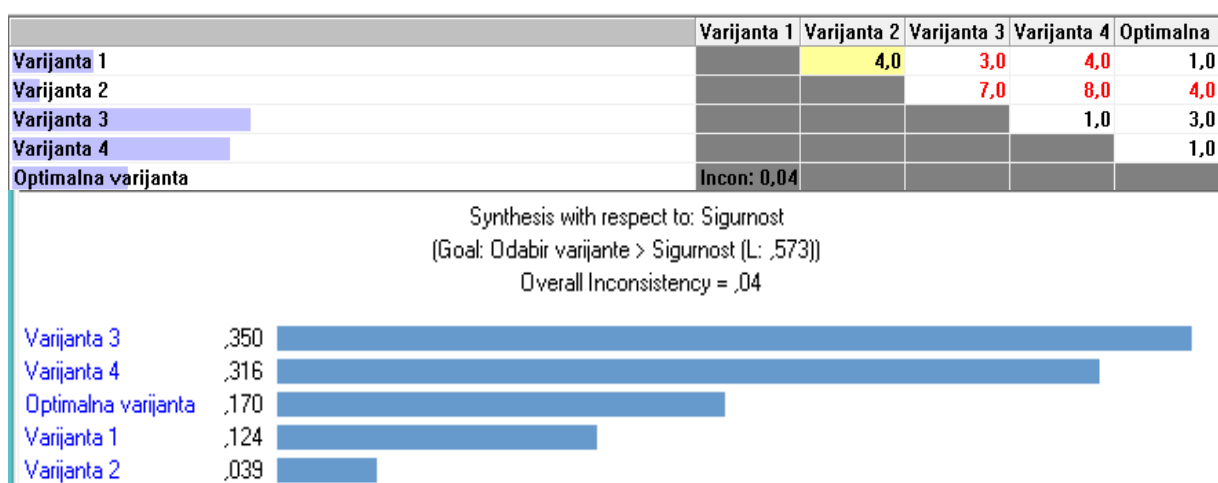 Varijanta 1 Varijanta 2 Varijanta 3 Varijanta 4 Optimalna
Varijanta 1 4,0 3,0 4,0 1,0
Varijanta 2 7,0 8,0 4,0
Varijanta 3 1,0 3,0
Varijanta 4 1,0
Optimalna varijanta Incon: 0,04
Synthesis with respect to: Sigurnost
(Goal: Odabir varijante > Sigurnost (L: ,573))
Overall Inconsistency = ,04
Varijanta 3 ,350
Varijanta 4 ,316
Optimalna varijanta ,170
Varijanta 1 ,124
Varijanta 2 ,039